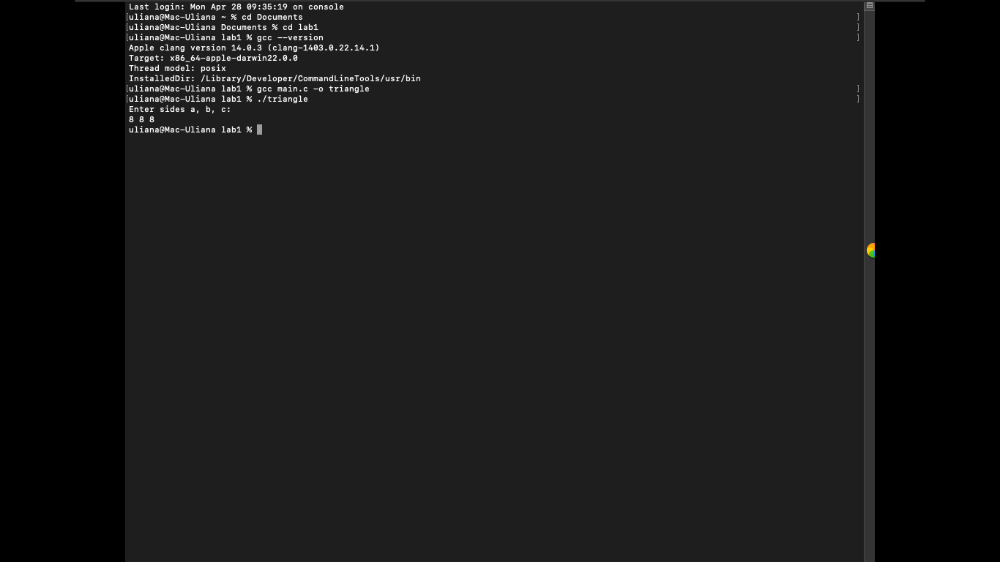 Last login: Mon Apr 28 09:35:19 on console
[uliana@Mac-Uliana ~ % cd Documents ]
[uliana@Mac-Uliana Documents % cd lab1 ]
[uliana@Mac-Uliana lab1 % gcc --version ]
Apple clang version 14.0.3 (clang-1403.0.22.14.1)
Target: x86_64-apple-darwin22.0.0
Thread model: posix
InstalledDir: /Library/Developer/CommandLineTools/usr/bin
[uliana@Mac-Uliana lab1 % gcc main.c -o triangle ]
[uliana@Mac-Uliana lab1 % ./triangle ]
Enter sides a, b, c:
8 8 8
uliana@Mac-Uliana lab1 %